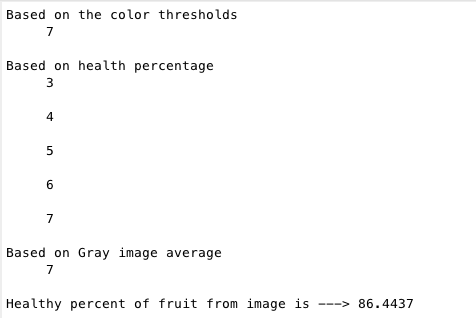 Based on the color thresholds
7
Based on health percentage
3
4
5
6
7
Based on Gray image average
7
Healthy percent of fruit from image is ---> 86.4437